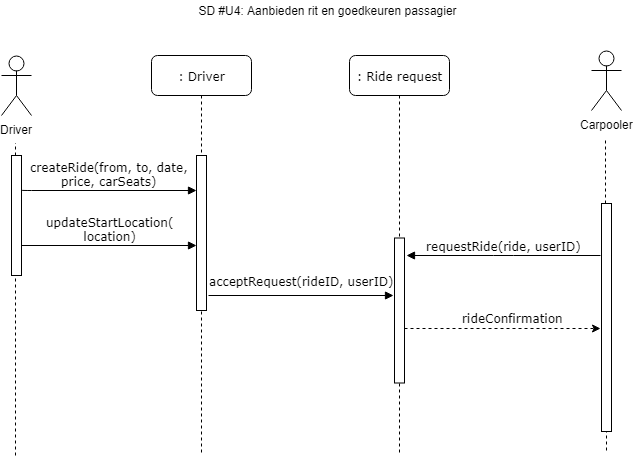 SD #U4: Aanbieden rit en goedkeuren passagier
: Driver
: Ride request
Driver
Carpooler
createRide(from, to, date,
price, carSeats)
updateStartLocation(
location)
requestRide(ride, userID)
acceptRequest(rideID, userID)
rideConfirmation